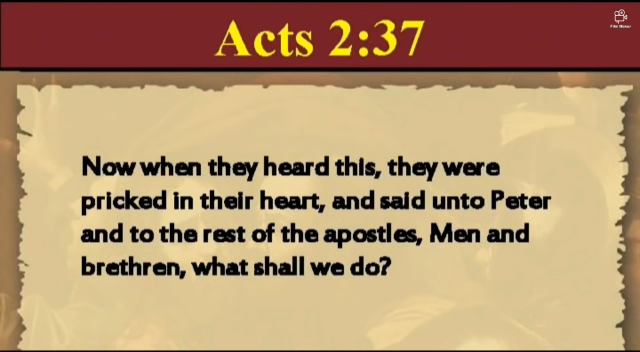 Acts 2:37
Now when they heard this, they were
pricked in their heart, and said unto Peter
and to the rest of the apostles, Men and
brethren, what shall we do?